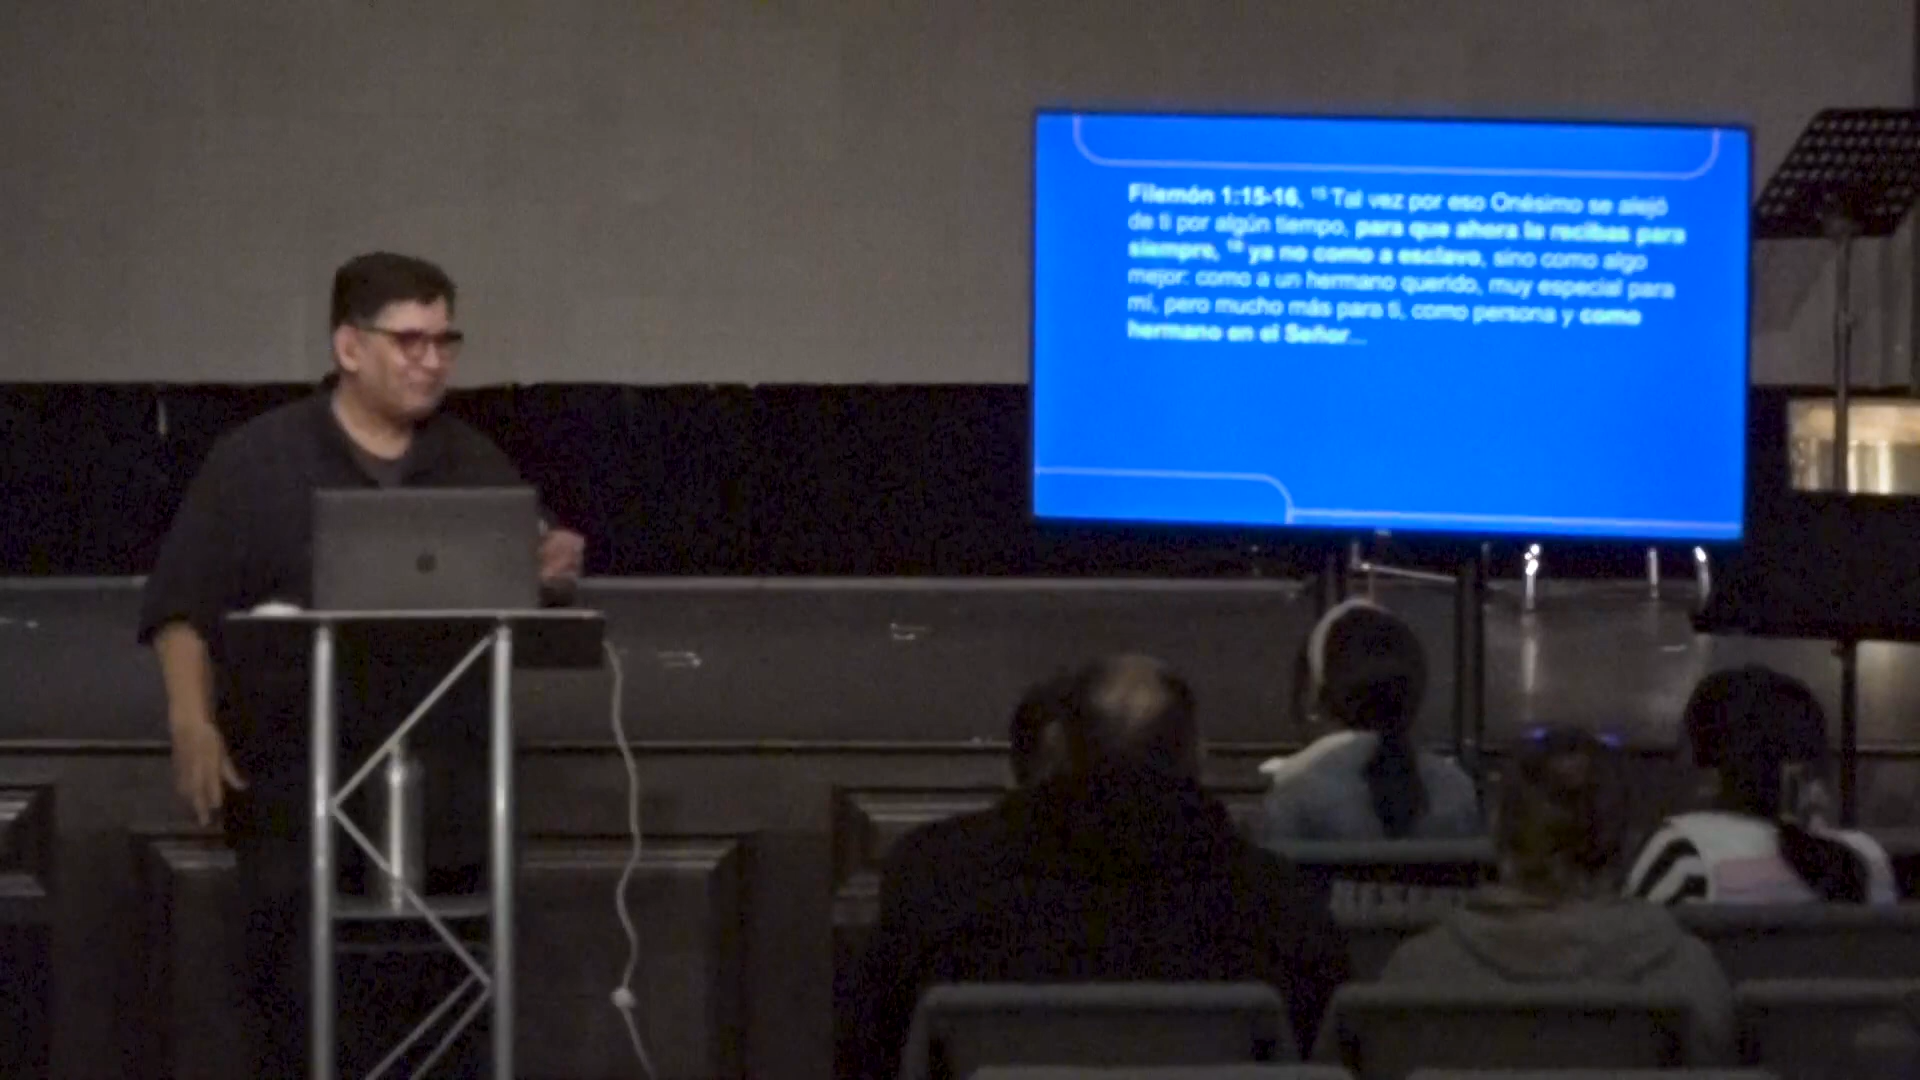 Filemón 1:15-16, ¹⁵ Tal vez por eso Onésimo se alejó
de ti por algún tiempo, para que ahora lo recibas para
siempre, ¹⁶ ya no como a esclavo, sino como algo
mejor: como a un hermano querido, muy especial para
mí, pero mucho más para ti, como persona y como
hermano en el Señor...